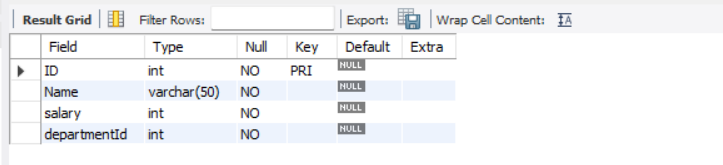 Result Grid Filter Rows: Export: Wrap Cell Content: IA
Field Type Null Key Default Extra
ID int NO PRI NULL
Name varchar(50) NO NULL
salary int NO NULL
departmentId int NO NULL